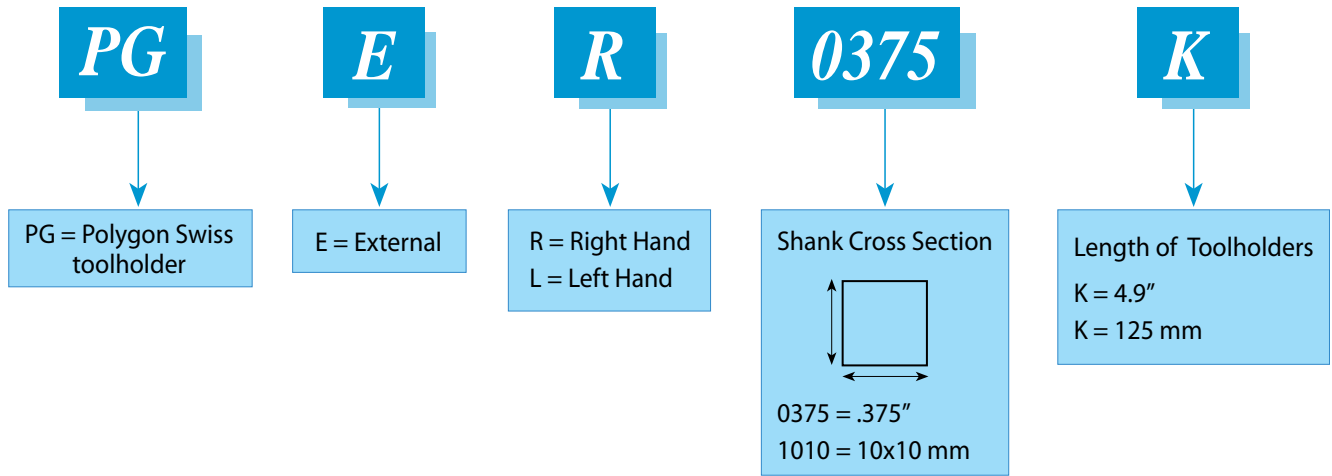 PG E R 0375 K
PG = Polygon Swiss
toolholder
E = External
R = Right Hand
L = Left Hand
Shank Cross Section
0375 = .375”
1010 = 10x10 mm
Length of Toolholders
K = 4.9”
K = 125 mm